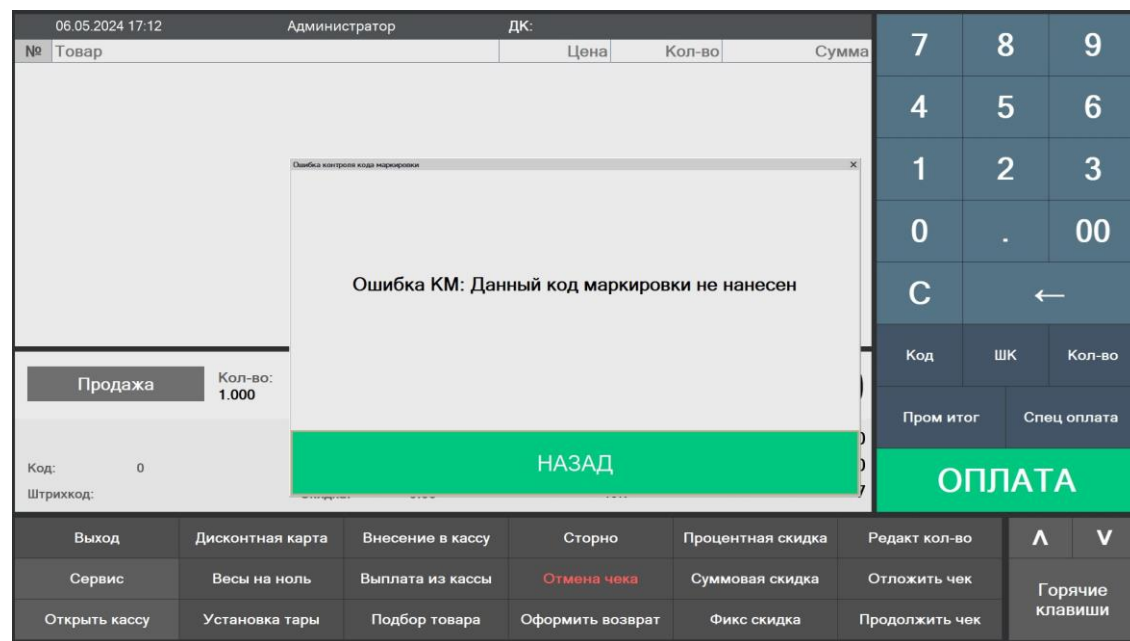 06.05.2024 17:12 Администратор ДК:
№ Товар Цена Кол-во Сумма
Ошибка контроля кода маркировки ×
Ошибка КМ: Данный код маркировки не нанесен
НАЗАД
Продажа
Кол-во:
1.000
Код: 0
Штрихкод:
7 8 9
4 5 6
1 2 3
0 . 00
C ←
Код ШК Кол-во
Пром итог Спец оплата
ОПЛАТА
Выход Дисконтная карта Внесение в кассу Сторно Процентная скидка Редакт кол-во
Сервис Весы на ноль Выплата из кассы Отмена чека Суммовая скидка Отложить чек
Открыть кассу Установка тары Подбор товара Оформить возврат Фикс скидка Продолжить чек
Горячие
клавиши